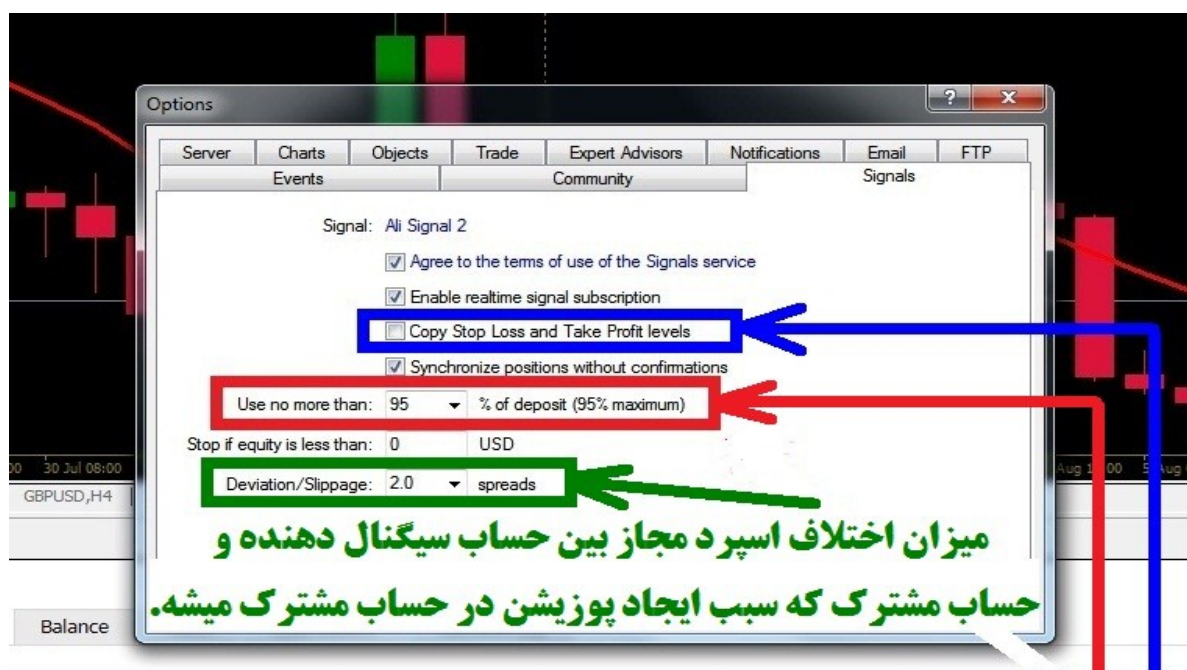 Options
Server Charts Objects Trade Expert Advisors Notifications Email FTP
Events Community Signals
Signal: Ali Signal 2
Agree to the terms of use of the Signals service
Enable realtime signal subscription
Copy Stop Loss and Take Profit levels
Synchronize positions without confirmations
Use no more than: 95 % of deposit (95% maximum)
Stop if equity is less than: 0 USD
30 Jul 08:00
Deviation/Slippage: 2.0 spreads
GBPUSD,H4
میزان اختلاف اسپرد مجاز بین حساب سیگنال دهنده و
حساب مشترک که سبب ایجاد پوزیشن در حساب مشترک میشه.
Balance